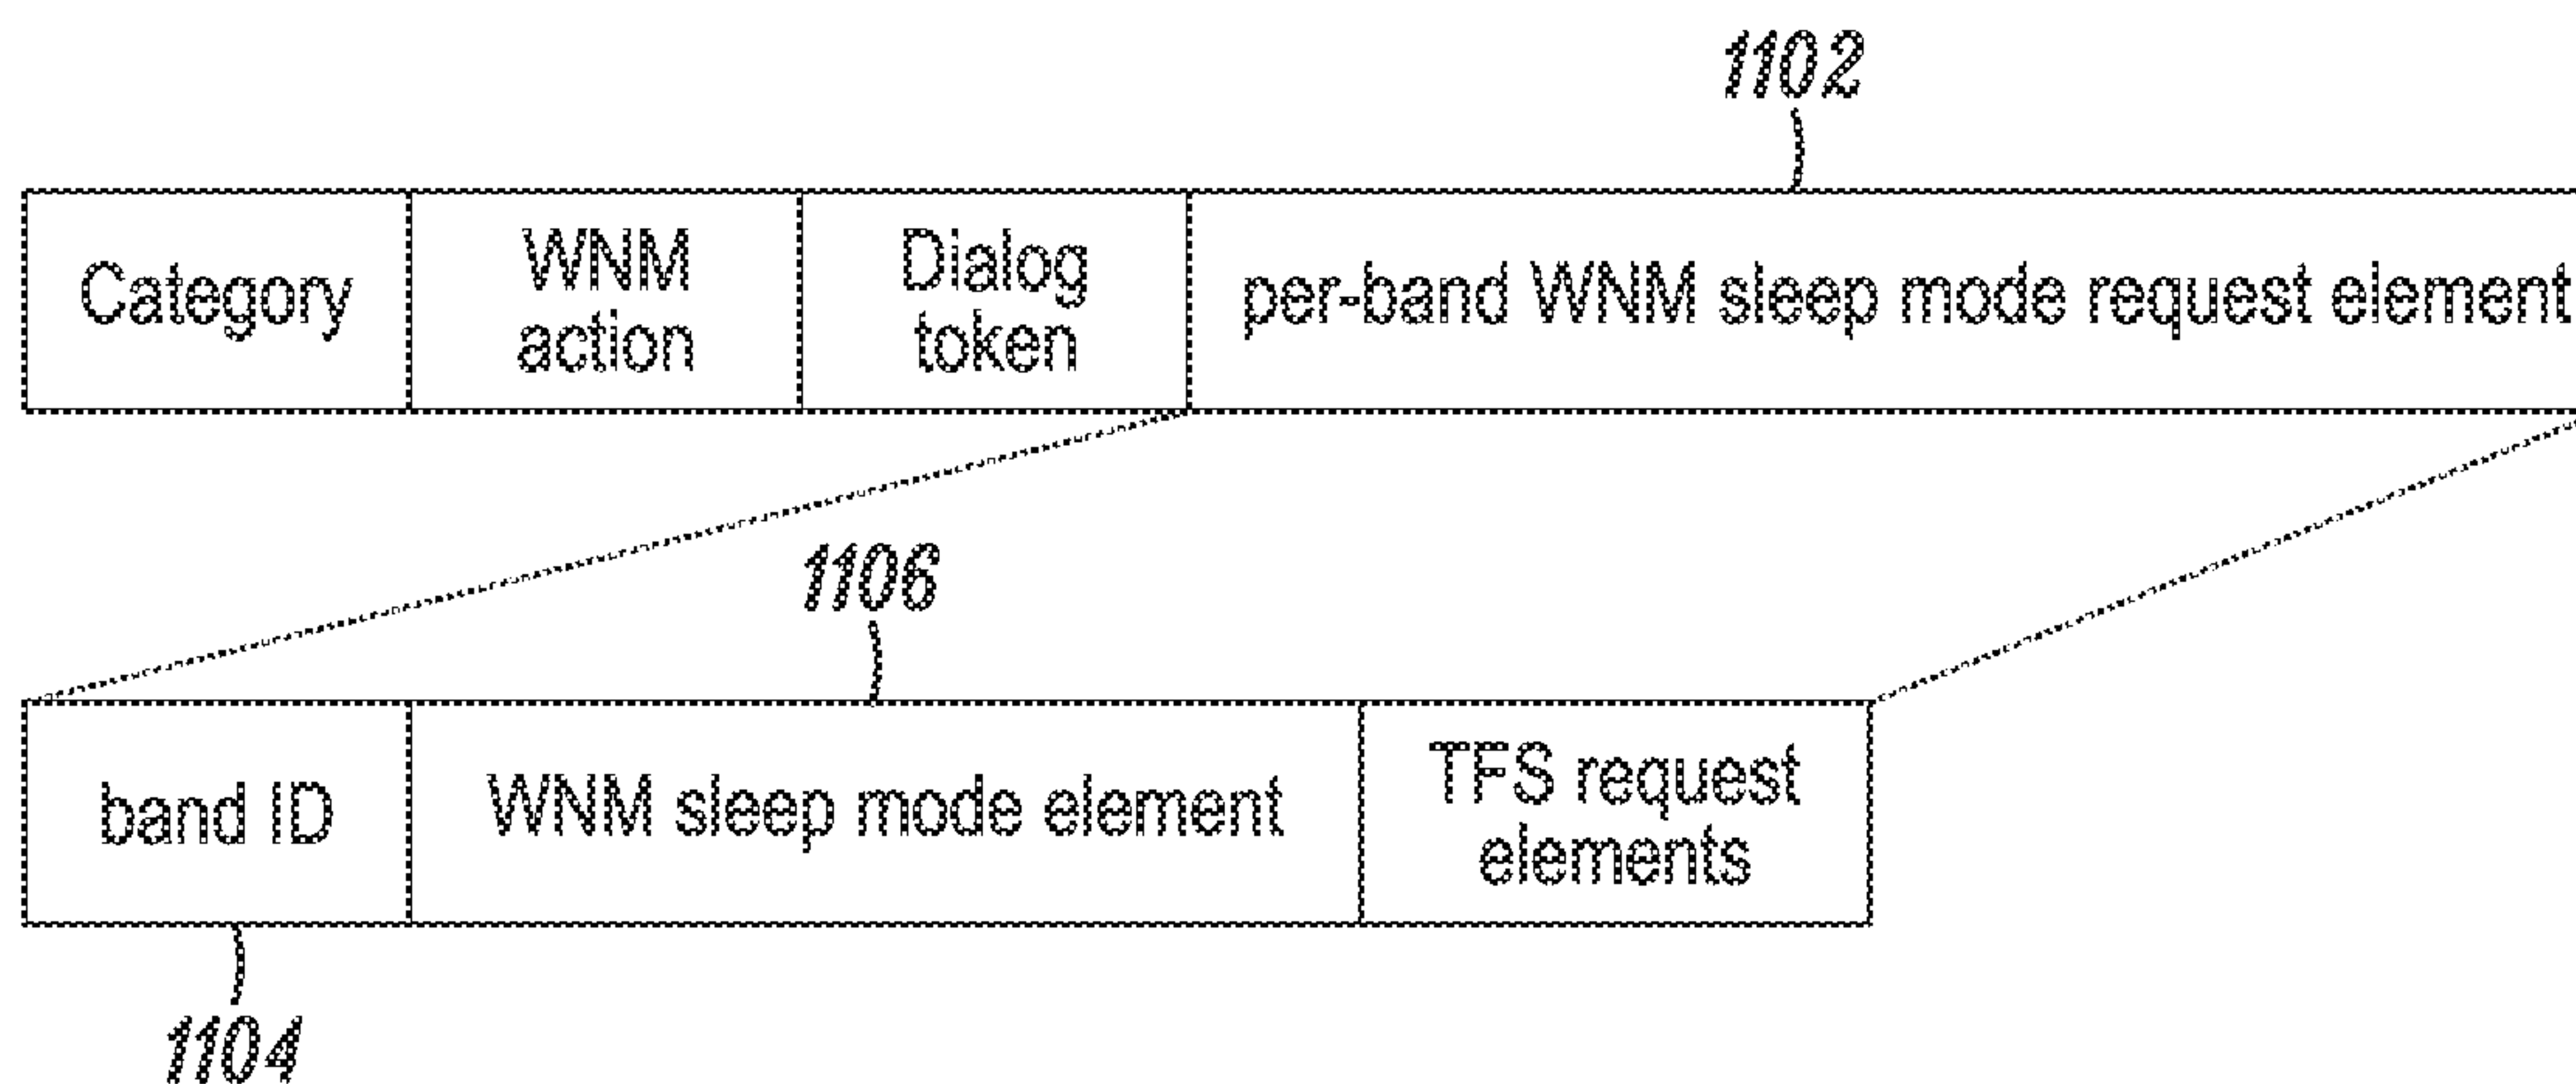 1102
Category
WNM
action
Dialog
token
per-band WNM sleep mode request element
1106
band ID
WNM sleep mode element
TFS request
elements
1104